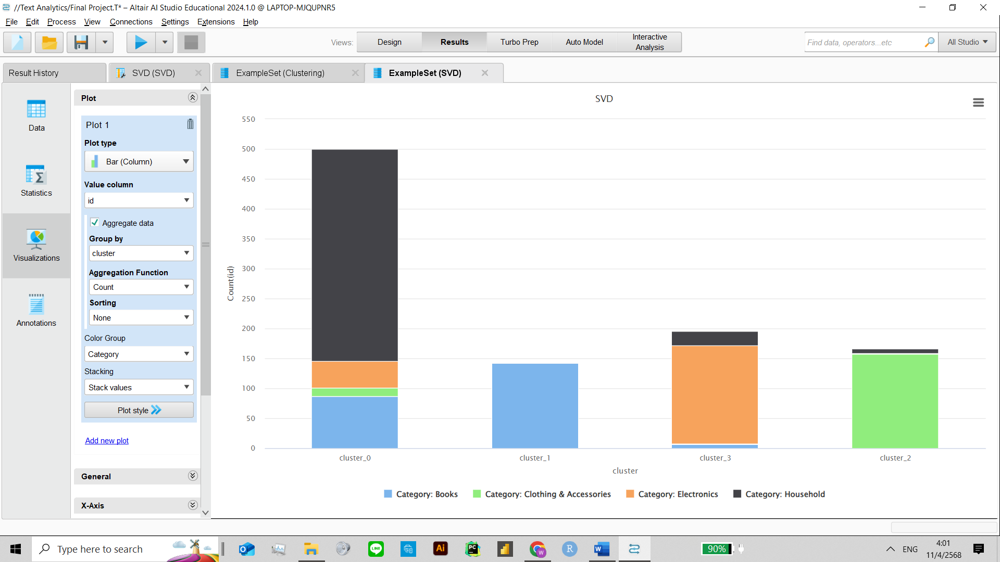 //Text Analytics/Final Project.T* – Altair AI Studio Educational 2024.1.0 @ LAPTOP-MJQUPNR5
File Edit Process View Connections Settings Extensions Help
Views: Design Results Turbo Prep Auto Model Interactive Analysis
Find data, operators...etc
All Studio
Result History
SVD (SVD)
ExampleSet (Clustering)
ExampleSet (SVD)
Data
Statistics
Visualizations
Annotations
Plot
Plot 1
Plot type
Bar (Column)
Value column
id
Aggregate data
Group by
cluster
Aggregation Function
Count
Sorting
None
Color Group
Category
Stacking
Stack values
Plot style
Add new plot
General
X-Axis
SVD
550
500
450
400
350
300
250
200
150
100
50
0
Count(id)
cluster_0 cluster_1 cluster_3 cluster_2
cluster
Category: Books Category: Clothing & Accessories Category: Electronics Category: Household
Type here to search
LINE
Ai
PC
W
R
W
90%
ENG
4:01
11/4/2568